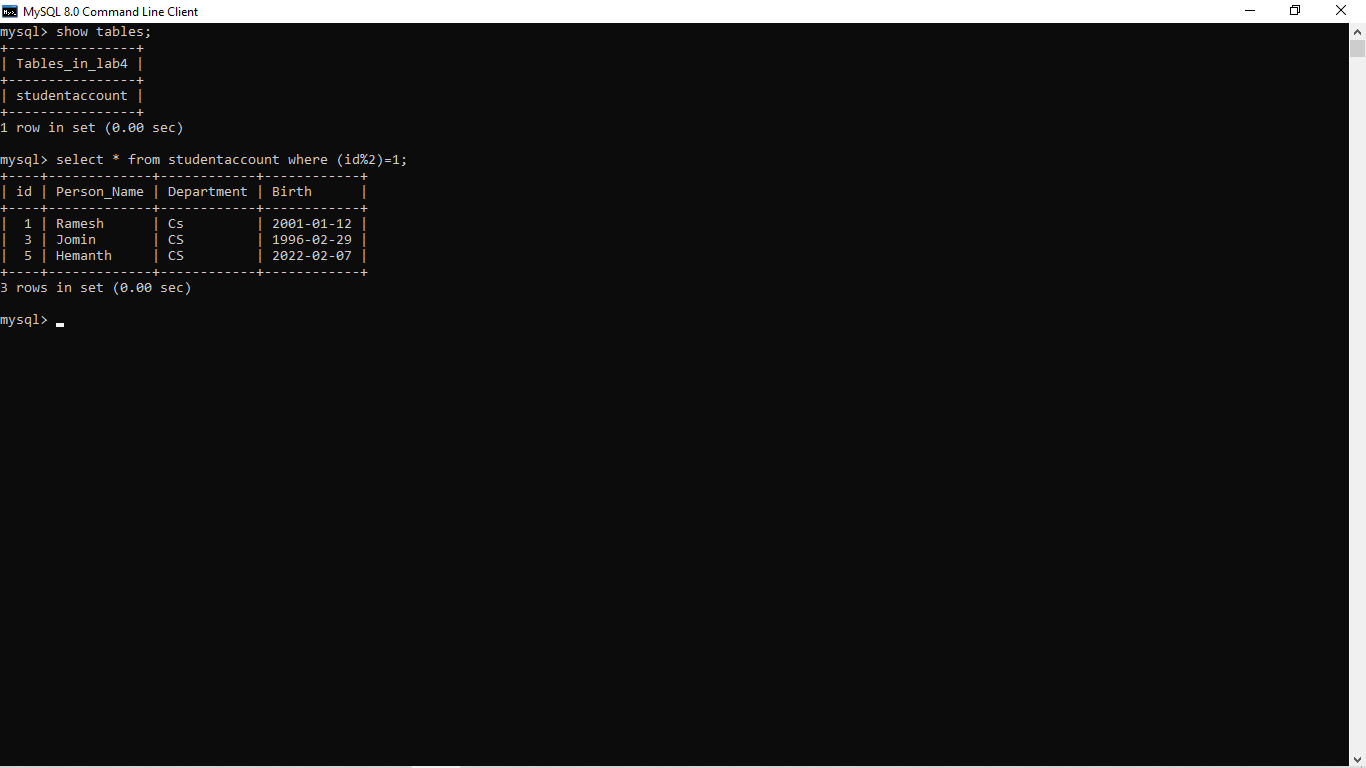 MySQL 8.0 Command Line Client
mysql> show tables;
+----------------+
| Tables_in_lab4 |
+----------------+
| studentaccount |
+----------------+
1 row in set (0.00 sec)
mysql> select * from studentaccount where (id%2)=1;
+----+-------------+------------+------------+
| id | Person_Name | Department | Birth      |
+----+-------------+------------+------------+
|  1 | Ramesh      | Cs         | 2001-01-12 |
|  3 | Jomin       | CS         | 1996-02-29 |
|  5 | Hemanth     | CS         | 2022-02-07 |
+----+-------------+------------+------------+
3 rows in set (0.00 sec)
mysql>